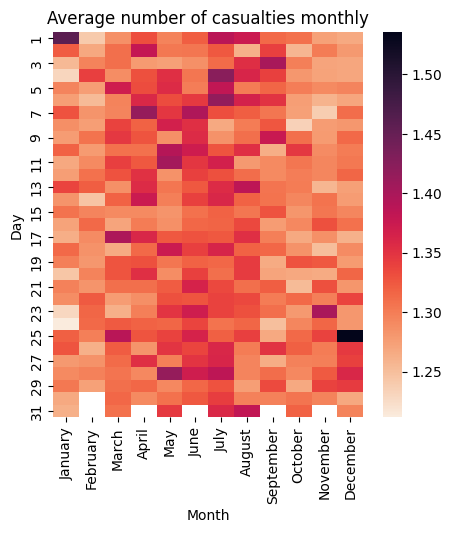 Average number of casualties monthly
Day
1
3
5
7
9
11
13
15
17
19
21
23
25
27
29
31
January
February
March
April
May
June
July
August
September
October
November
December
Month
1.50
1.45
1.40
1.35
1.30
1.25